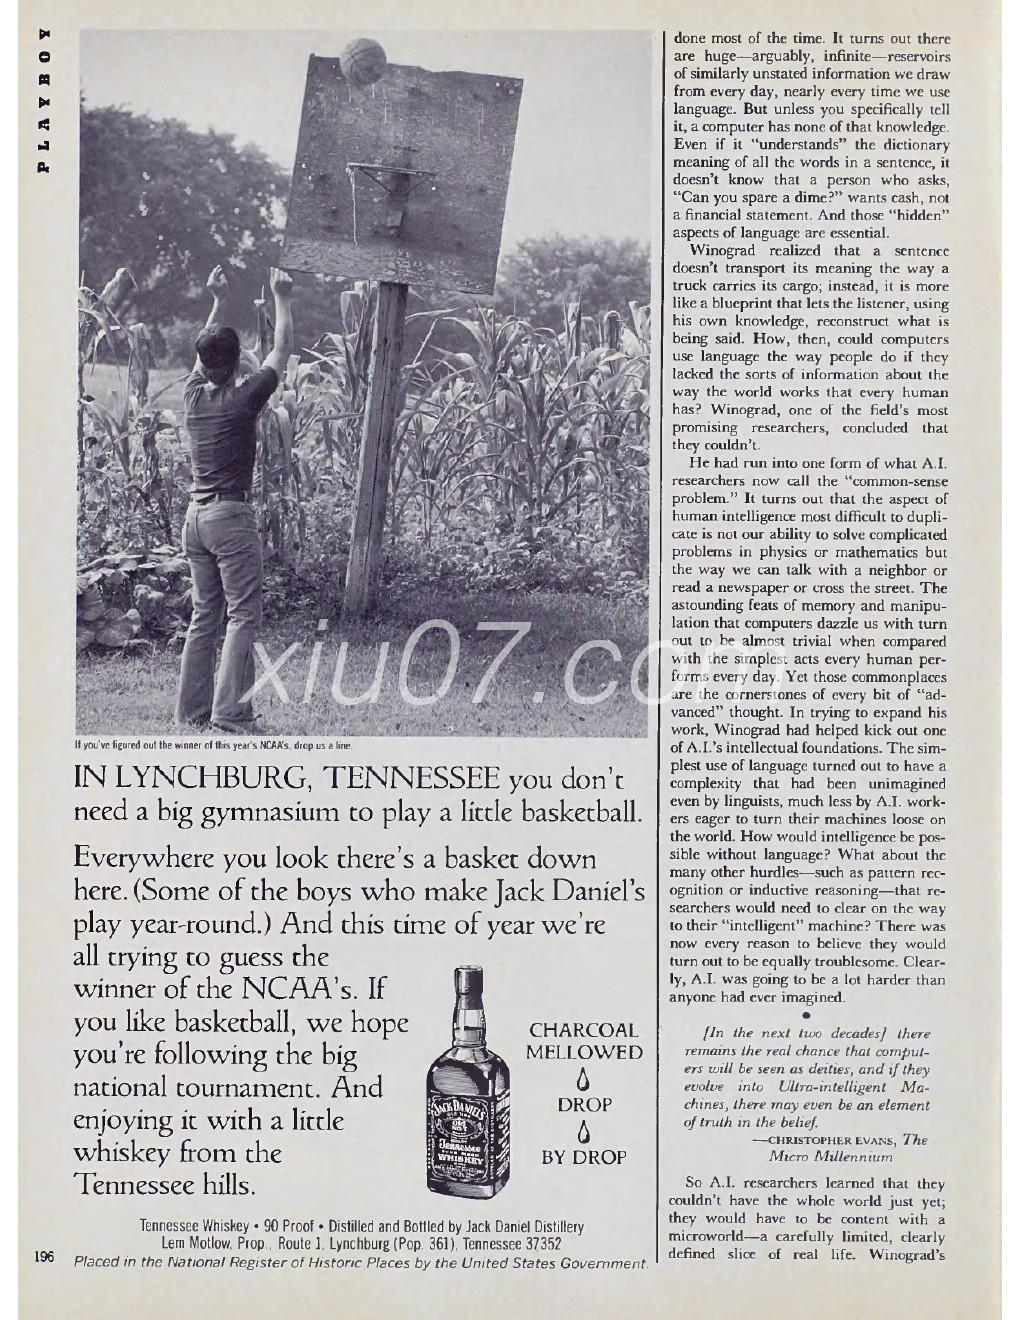 PLAYBOY
If you've figured out the winner of this year's NCAA's, drop us a line.
IN LYNCHBURG, TENNESSEE you don't
need a big gymnasium to play a little basketball.
Everywhere you look there's a basket down
here. (Some of the boys who make Jack Daniel's
play year-round.) And this time of year we're
all trying to guess the
winner of the NCAA's. If
you like basketball, we hope
you're following the big
national tournament. And
enjoying it with a little
whiskey from the
Tennessee hills.
JACK DANIEL'S
OLD
NO. 7
Tennessee
WHISKEY
CHARCOAL
MELLOWED
DROP
BY DROP
Tennessee Whiskey • 90 Proof • Distilled and Bottled by Jack Daniel Distillery
Lem Motlow, Prop., Route 1, Lynchburg (Pop. 361), Tennessee 37352
Placed in the National Register of Historic Places by the United States Government.
196
done most of the time. It turns out there
are huge—arguably, infinite—reservoirs
of similarly unstated information we draw
from every day, nearly every time we use
language. But unless you specifically tell
it, a computer has none of that knowledge.
Even if it "understands" the dictionary
meaning of all the words in a sentence, it
doesn't know that a person who asks,
"Can you spare a dime?" wants cash, not
a financial statement. And those "hidden"
aspects of language are essential.
Winograd realized that a sentence
doesn't transport its meaning the way a
truck carries its cargo; instead, it is more
like a blueprint that lets the listener, using
his own knowledge, reconstruct what is
being said. How, then, could computers
use language the way people do if they
lacked the sorts of information about the
way the world works that every human
has? Winograd, one of the field's most
promising researchers, concluded that
they couldn't.
He had run into one form of what A.I.
researchers now call the "common-sense
problem." It turns out that the aspect of
human intelligence most difficult to dupli-
cate is not our ability to solve complicated
problems in physics or mathematics but
the way we can talk with a neighbor or
read a newspaper or cross the street. The
astounding feats of memory and manipu-
lation that computers dazzle us with turn
out to be almost trivial when compared
with the simplest acts every human per-
forms every day. Yet those commonplaces
are the cornerstones of every bit of "ad-
vanced" thought. In trying to expand his
work, Winograd had helped kick out one
of A.I.'s intellectual foundations. The sim-
plest use of language turned out to have a
complexity that had been unimagined
even by linguists, much less by A.I. work-
ers eager to turn their machines loose on
the world. How would intelligence be pos-
sible without language? What about the
many other hurdles—such as pattern rec-
ognition or inductive reasoning—that re-
searchers would need to clear on the way
to their "intelligent" machine? There was
now every reason to believe they would
turn out to be equally troublesome. Clear-
ly, A.I. was going to be a lot harder than
anyone had ever imagined.
•
[In the next two decades] there
remains the real chance that comput-
ers will be seen as deities, and if they
evolve into Ultra-intelligent Ma-
chines, there may even be an element
of truth in the belief.
—CHRISTOPHER EVANS, The
Micro Millennium
So A.I. researchers learned that they
couldn't have the whole world just yet;
they would have to be content with a
microworld—a carefully limited, clearly
defined slice of real life. Winograd's
xiu07.com